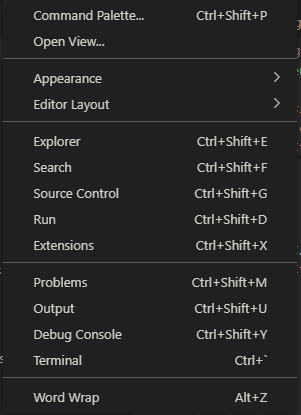 Command Palette... Ctrl+Shift+P
Open View...
Appearance
Editor Layout
Explorer Ctrl+Shift+E
Search Ctrl+Shift+F
Source Control Ctrl+Shift+G
Run Ctrl+Shift+D
Extensions Ctrl+Shift+X
Problems Ctrl+Shift+M
Output Ctrl+Shift+U
Debug Console Ctrl+Shift+Y
Terminal Ctrl+`
Word Wrap Alt+Z